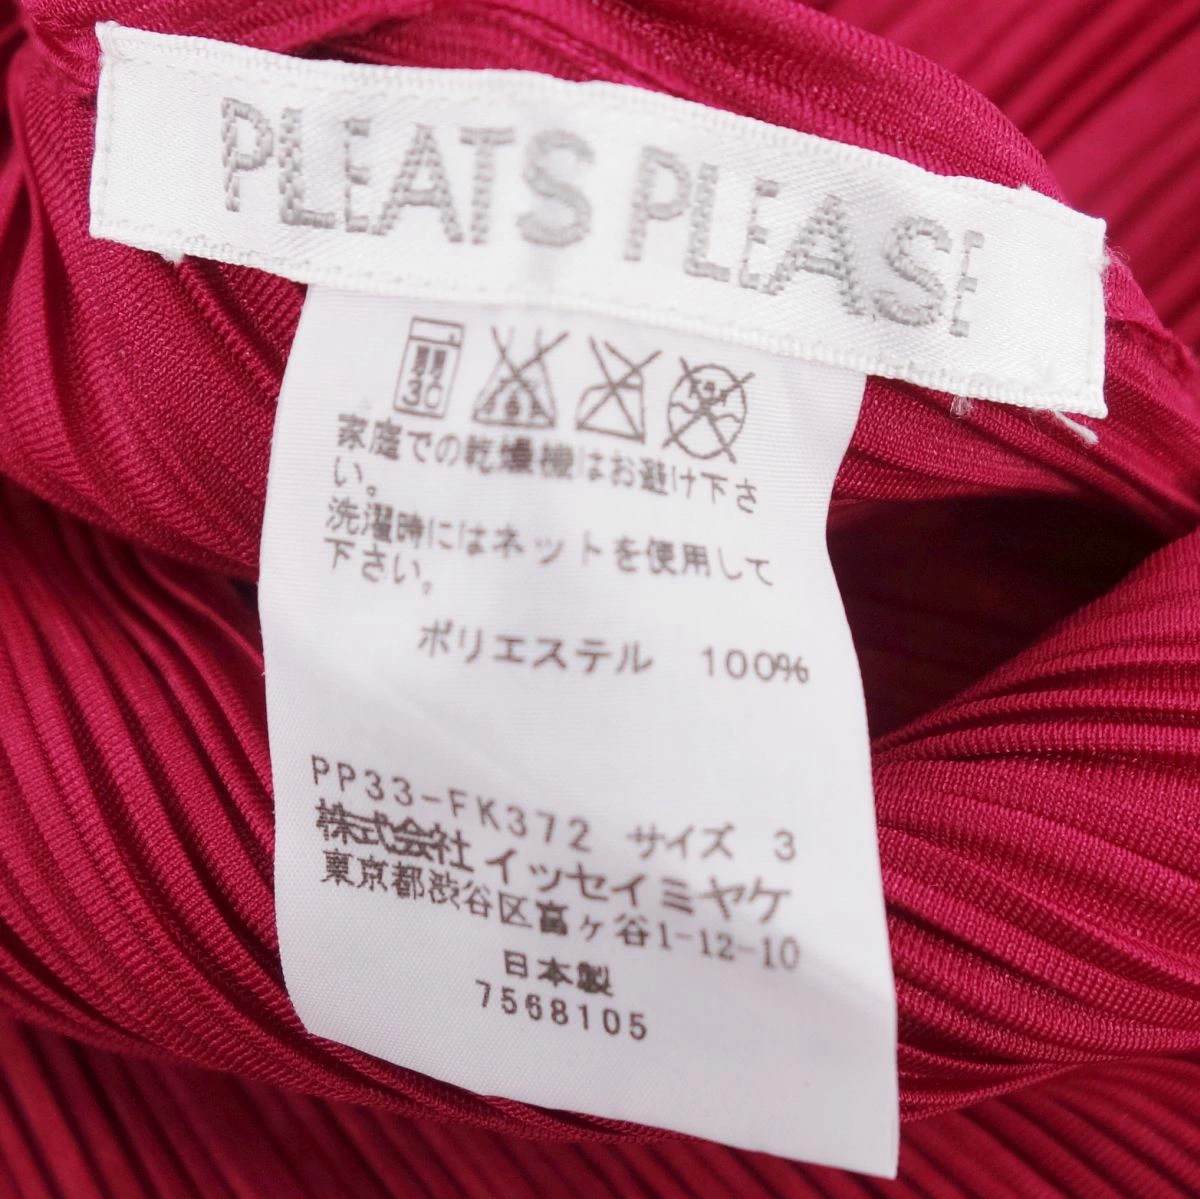 PLEATS PLEASE
弱
30
家庭での乾燥機はお避け下さ
い。
洗濯時にはネットを使用して
下さい。
ポリエステル 100%
PP33-FK372 サイズ 3
株式会社 イッセイミヤケ
東京都渋谷区富ヶ谷1-12-10
日本製
7568105